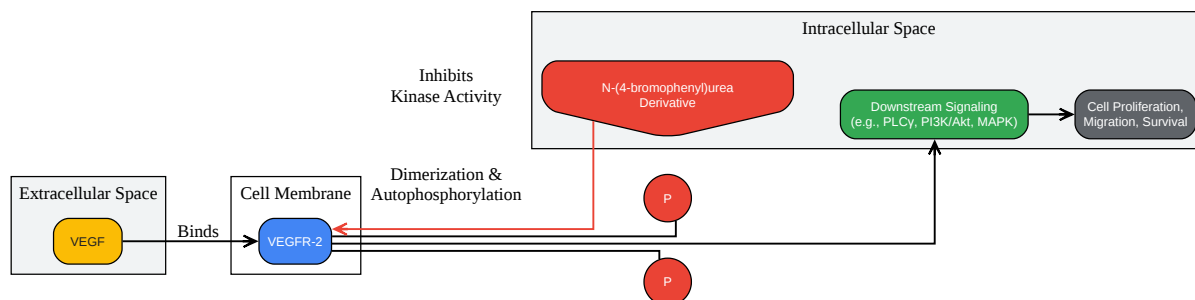 Intracellular Space
Inhibits
Kinase Activity
N-(4-bromophenyl)urea
Derivative
Downstream Signaling
(e.g., PLCγ, PI3K/Akt, MAPK)
Cell Proliferation,
Migration, Survival
Dimerization &
Autophosphorylation
Extracellular Space
Cell Membrane
P
VEGF
Binds
VEGFR-2
P